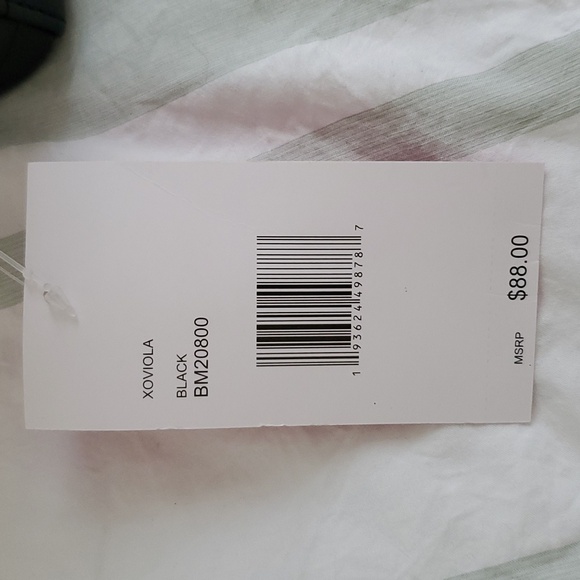 XOVIOLA
BLACK
BM20800
1 93624 49878 7
MSRP $88.00